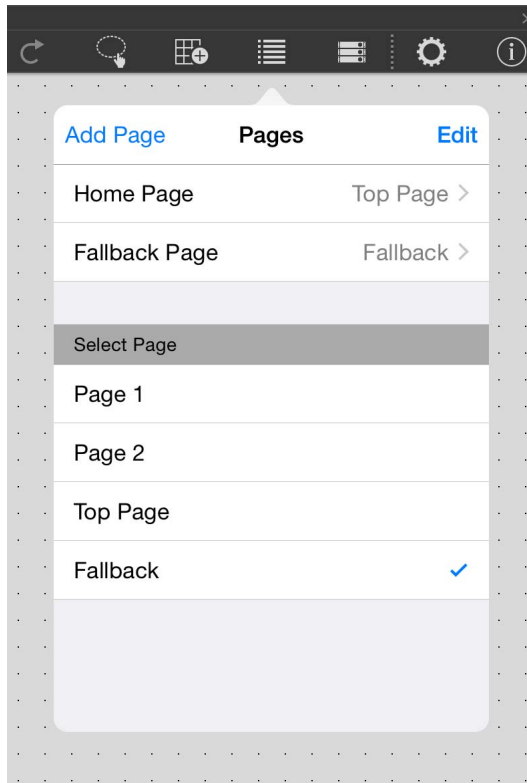 Add Page Pages Edit
Home Page Top Page
Fallback Page Fallback
Select Page
Page 1
Page 2
Top Page
Fallback